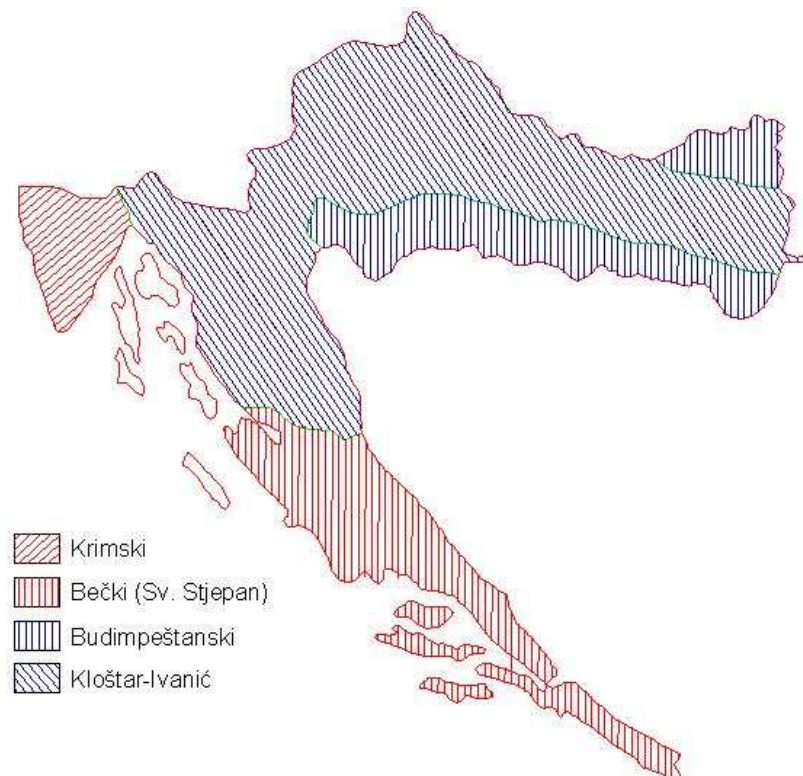 Krimski
Bečki (Sv. Stjepan)
Budimpeštanski
Kloštar-Ivanić